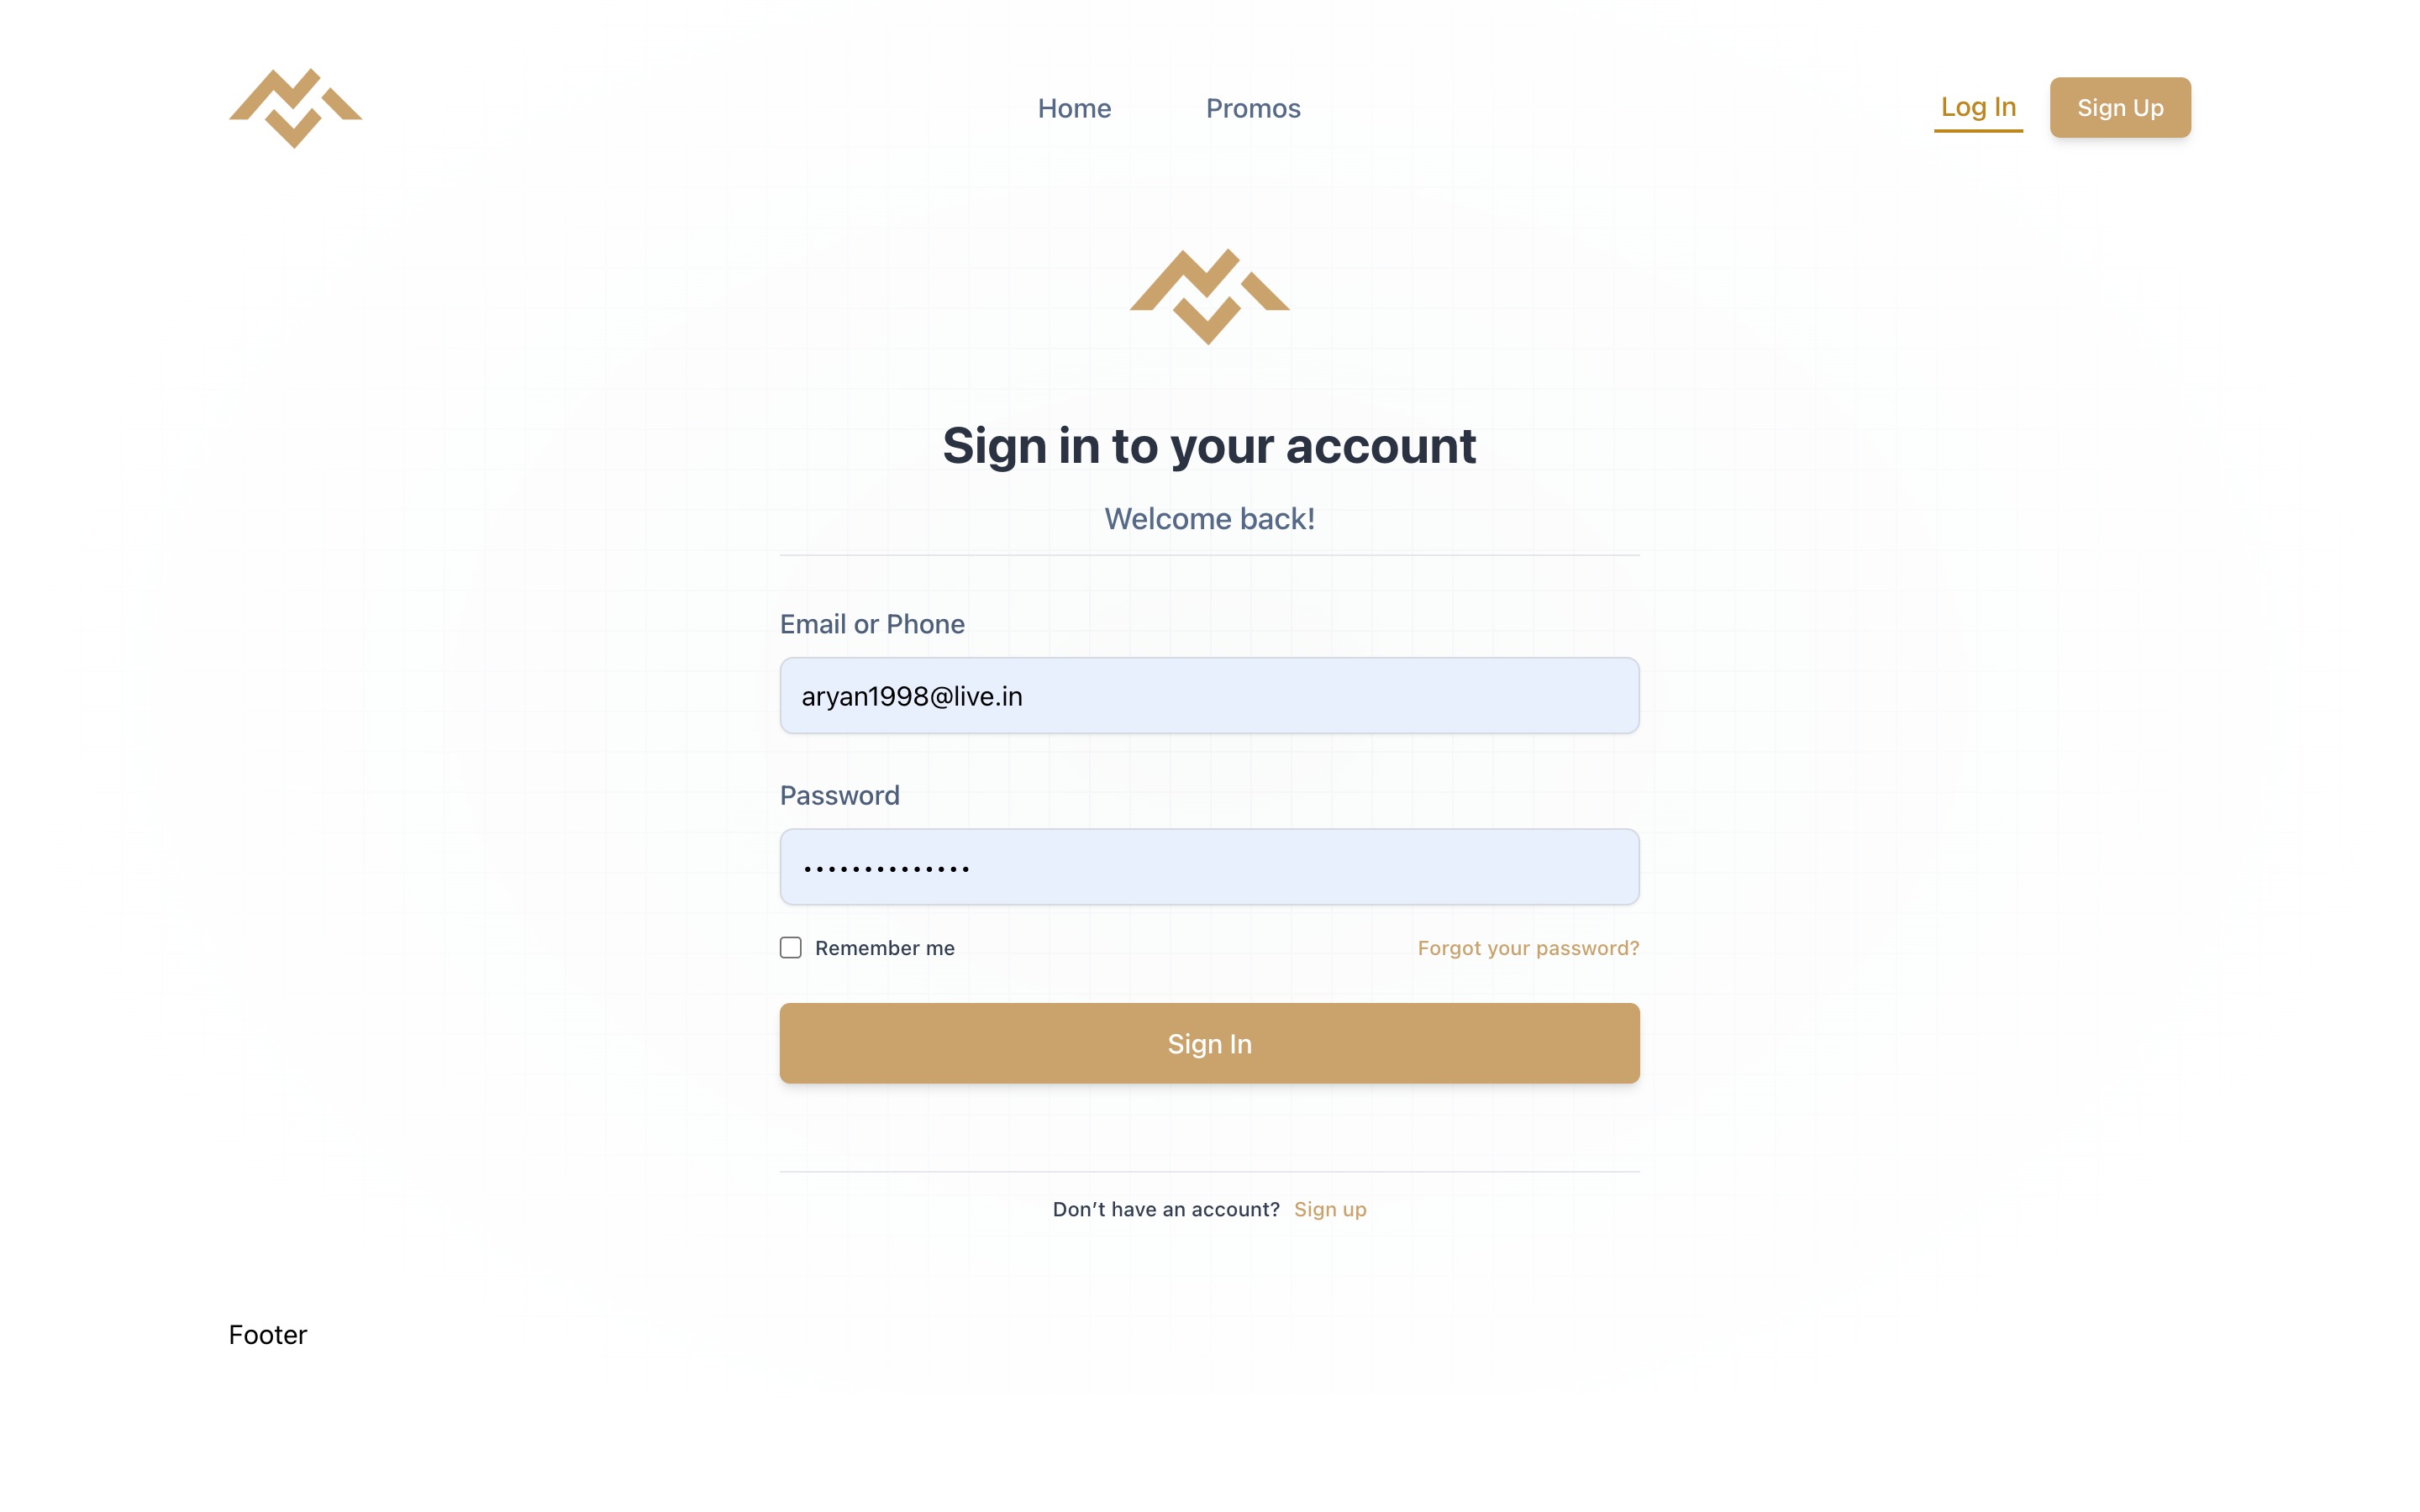 Home Promos Log In Sign Up
Sign in to your account
Welcome back!
Email or Phone
aryan1998@live.in
Password
••••••••••••••
Remember me Forgot your password?
Sign In
Don’t have an account? Sign up
Footer